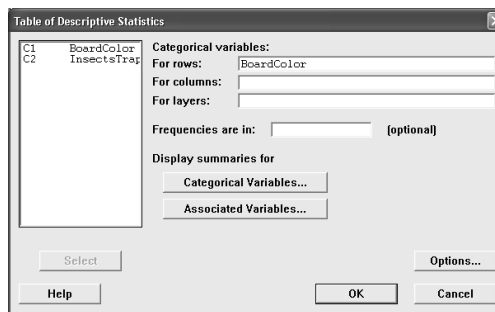 Table of Descriptive Statistics
C1 BoardColor
C2 InsectsTrap
Categorical variables:
For rows: BoardColor
For columns:
For layers:
Frequencies are in: (optional)
Display summaries for
Categorical Variables...
Associated Variables...
Select
Options...
Help
OK
Cancel